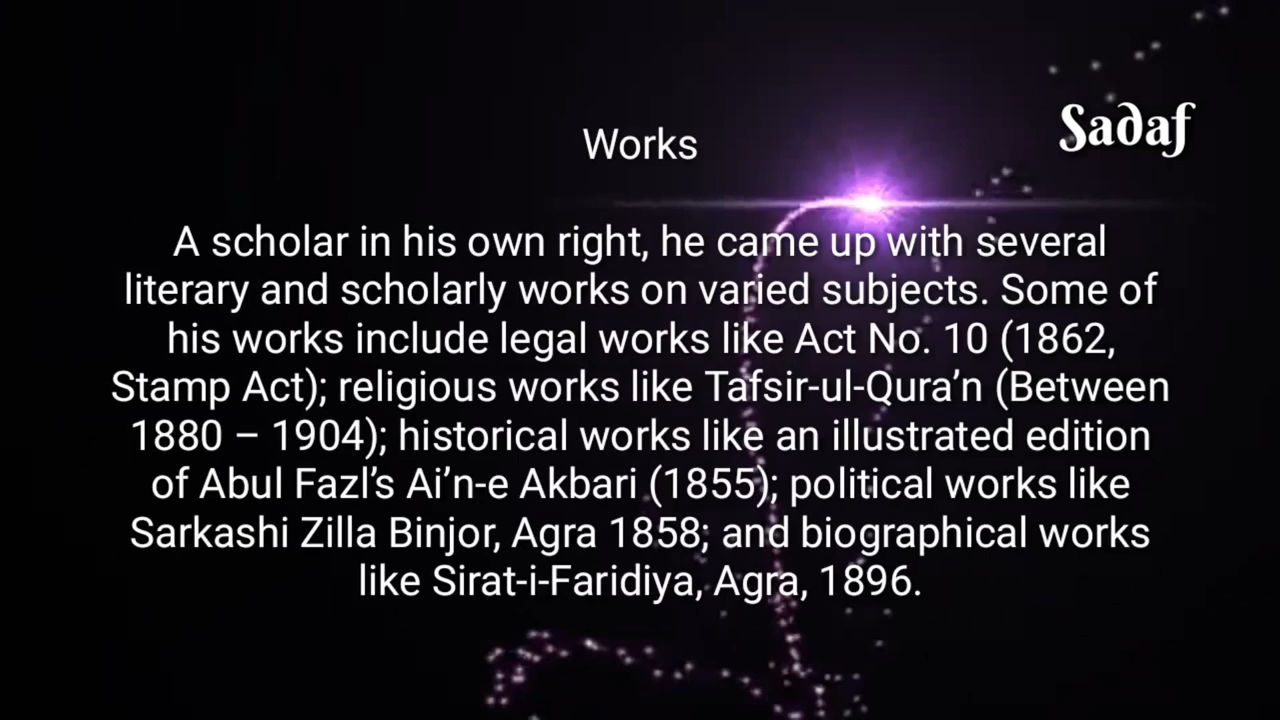 Sadaf
Works
A scholar in his own right, he came up with several
literary and scholarly works on varied subjects. Some of
his works include legal works like Act No. 10 (1862,
Stamp Act); religious works like Tafsir-ul-Qura’n (Between
1880 – 1904); historical works like an illustrated edition
of Abul Fazl’s Ai’n-e Akbari (1855); political works like
Sarkashi Zilla Binjor, Agra 1858; and biographical works
like Sirat-i-Faridiya, Agra, 1896.